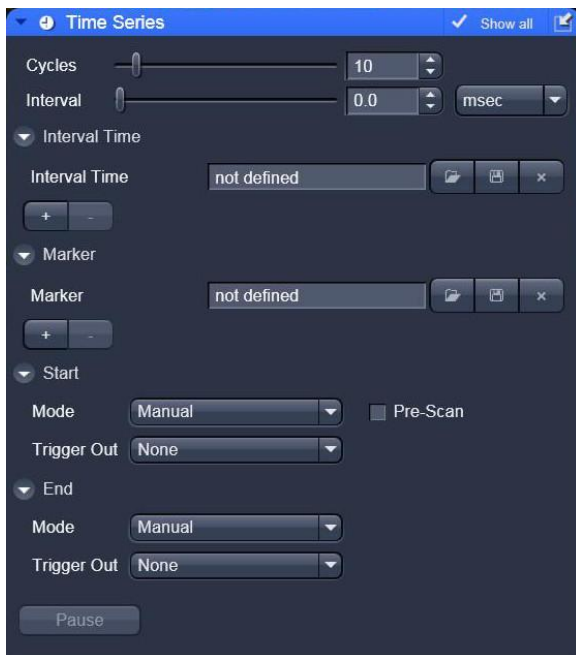 Time Series Show all
Cycles 10
Interval 0.0 msec
Interval Time
Interval Time not defined
+ -
Marker
Marker not defined
+ -
Start
Mode Manual Pre-Scan
Trigger Out None
End
Mode Manual
Trigger Out None
Pause